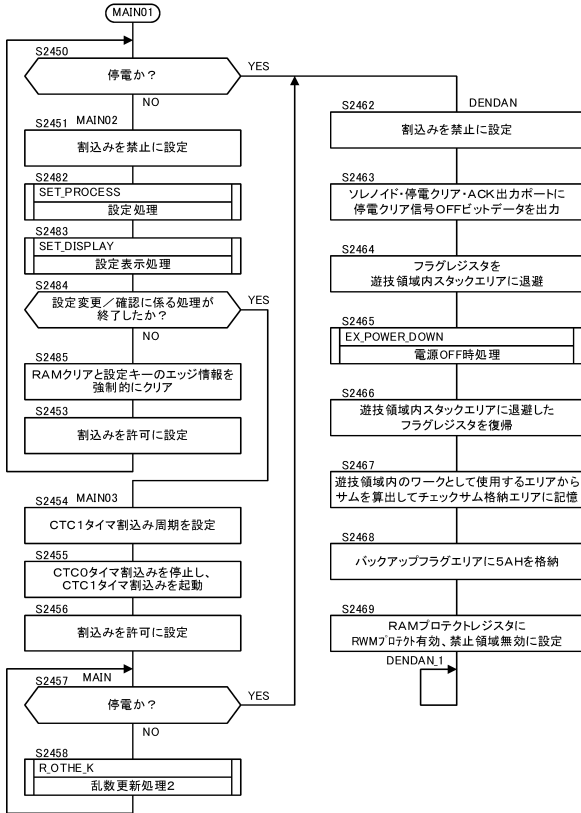 MAIN01
S2450
停電か？
YES
NO
S2451 MAIN02
割込みを禁止に設定
S2482
SET_PROCESS
設定処理
S2483
SET_DISPLAY
設定表示処理
S2484
設定変更／確認に係る処理が
終了したか？
YES
NO
S2485
RAMクリアと設定キーのエッジ情報を
強制的にクリア
S2453
割込みを許可に設定
S2454 MAIN03
CTC1タイマ割込み周期を設定
S2455
CTC0タイマ割込みを停止し、
CTC1タイマ割込みを起動
S2456
割込みを許可に設定
S2457 MAIN
停電か？
YES
NO
S2458
R_OTHE_K
乱数更新処理2
S2462 DENDAN
割込みを禁止に設定
S2463
ソレノイド・停電クリア・ACK出力ポートに
停電クリア信号OFFビットデータを出力
S2464
フラグレジスタを
遊技領域内スタックエリアに退避
S2465
EX_POWER_DOWN
電源OFF時処理
S2466
遊技領域内スタックエリアに退避した
フラグレジスタを復帰
S2467
遊技領域内のワークとして使用するエリアから
サムを算出してチェックサム格納エリアに記憶
S2468
バックアップフラグエリアに5AHを格納
S2469
RAMプロテクトレジスタに
RWMプロテクト有効、禁止領域無効に設定
DENDAN_1